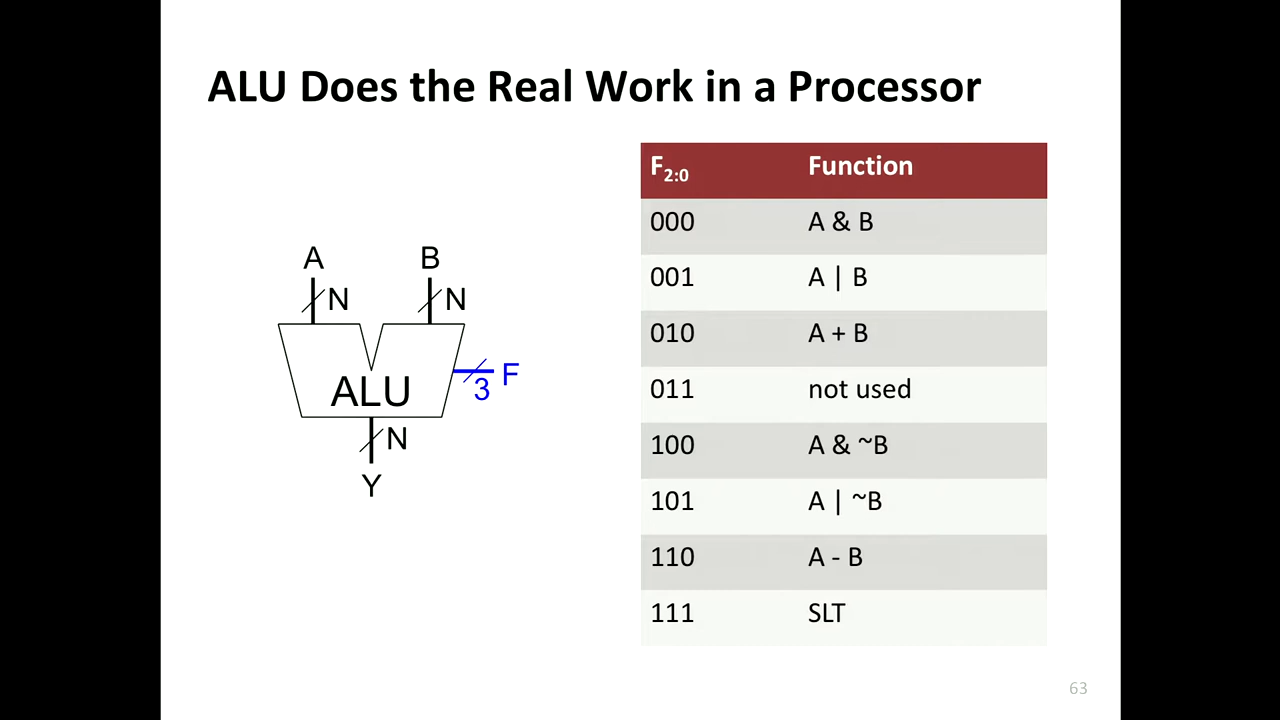 ALU Does the Real Work in a Processor
A B
N N
ALU
3 F
N
Y
F2:0 Function
000 A & B
001 A | B
010 A + B
011 not used
100 A & ~B
101 A | ~B
110 A - B
111 SLT
63